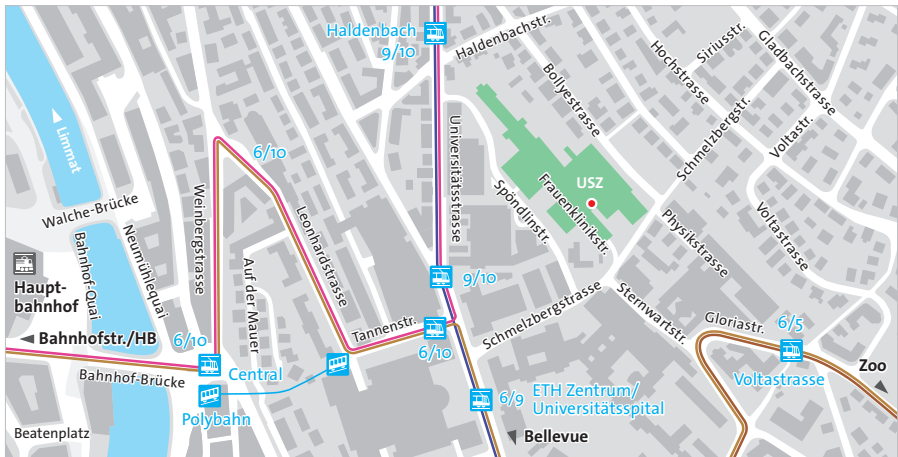 Haldenbach
9/10
Haldenbachstr.
Bollyestrasse
Hochstrasse
Siriusstr.
Gladbachstrasse
Limmat
6/10
Universitätsstrasse
Schmelzbergstr.
Voltastr.
USZ
Walche-Brücke
Weinbergstrasse
Leonhardstrasse
Spöndlinstr.
Frauenklinikstr.
Physikstrasse
Voltastrasse
Bahnhof-Quai
Neumühlequai
Auf der Mauer
Haupt-
bahnhof
9/10
Sternwartstr.
Schmelzbergstrasse
Bahnhofstr./HB
6/10
Tannenstr.
6/10
Gloriastr.
6/5
Central
Bahnhof-Brücke
Voltastrasse
Zoo
6/9
ETH Zentrum/
Universitätsspital
Polybahn
Beatenplatz
Bellevue